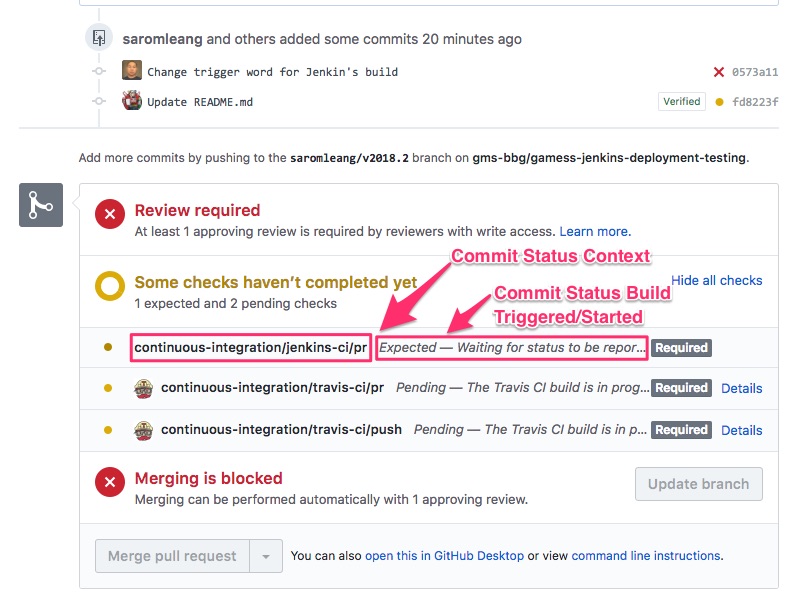 saromleang and others added some commits 20 minutes ago
Change trigger word for Jenkin's build 0573a11
Update README.md Verified fd8223f
Add more commits by pushing to the saromleang/v2018.2 branch on gms-bbg/gamess-jenkins-deployment-testing.
Review required
At least 1 approving review is required by reviewers with write access. Learn more.
Commit Status Context
Some checks haven't completed yet
Hide all checks
1 expected and 2 pending checks
Commit Status Build
Triggered/Started
continuous-integration/jenkins-ci/pr Expected — Waiting for status to be repor... Required
continuous-integration/travis-ci/pr Pending — The Travis CI build is in prog... Required Details
continuous-integration/travis-ci/push Pending — The Travis CI build is in p... Required Details
Merging is blocked
Merging can be performed automatically with 1 approving review.
Update branch
Merge pull request
You can also open this in GitHub Desktop or view command line instructions.